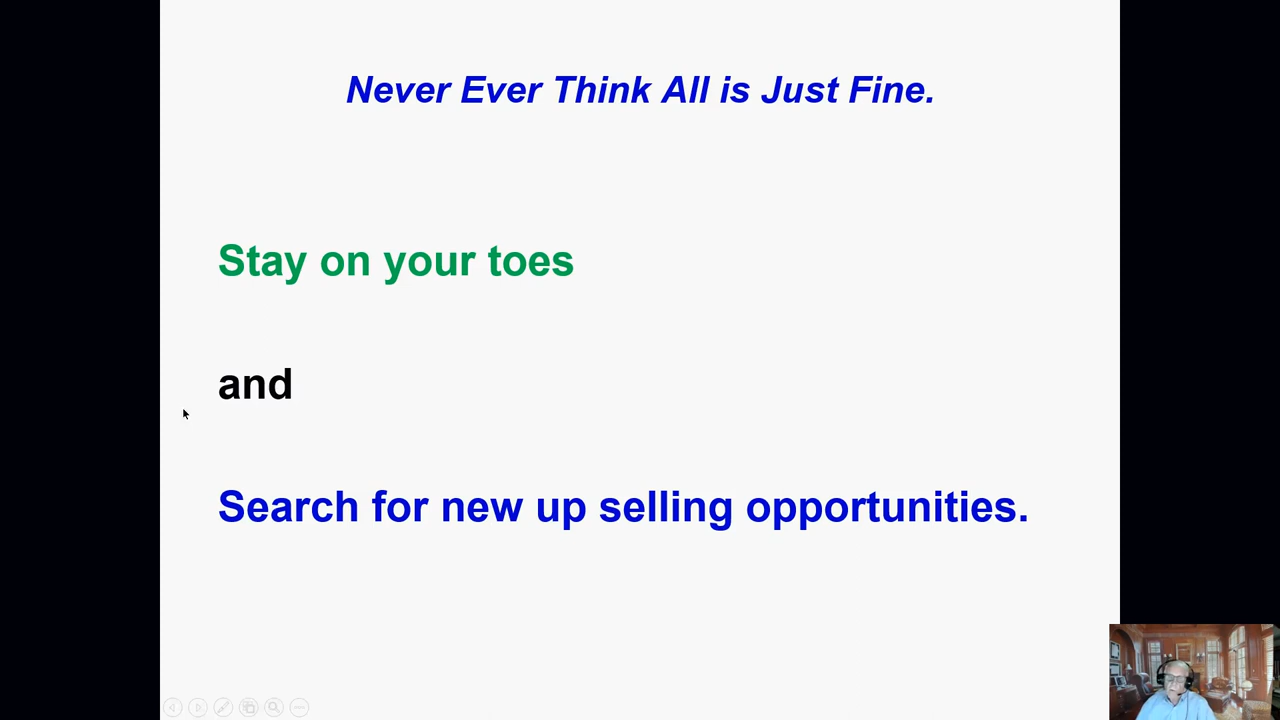 Never Ever Think All is Just Fine.
Stay on your toes
and
Search for new up selling opportunities.